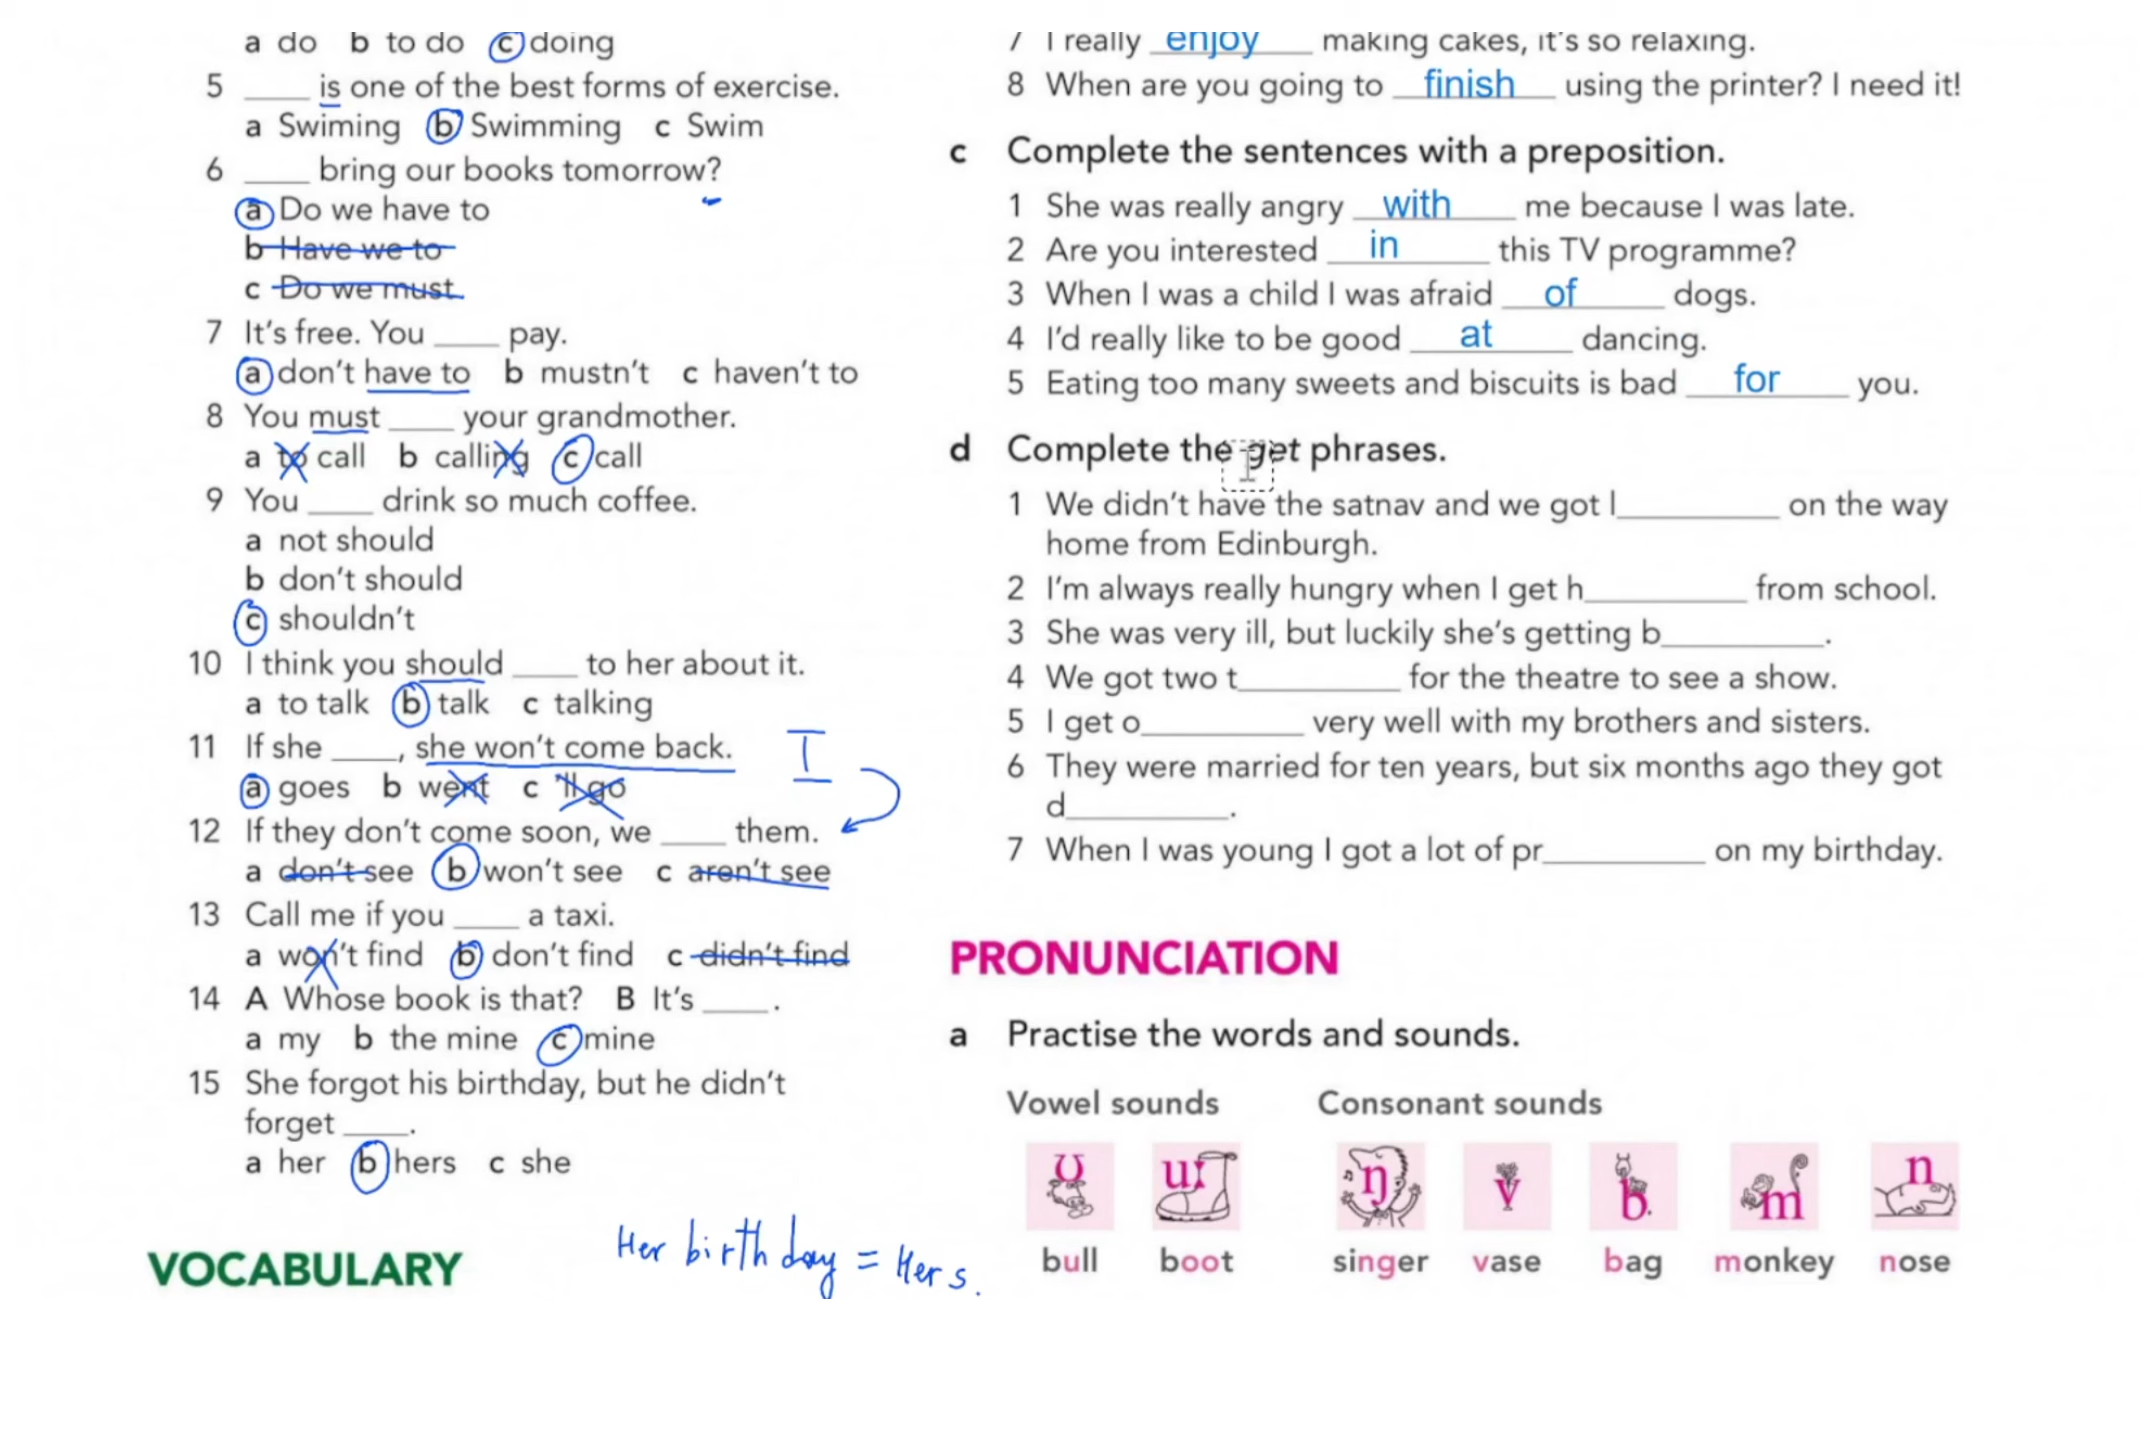 a do b to do c doing
5 ____ is one of the best forms of exercise.
a Swiming b Swimming c Swim
6 ____ bring our books tomorrow?
a Do we have to
b Have we to
c Do we must
7 It's free. You ____ pay.
a don't have to b mustn't c haven't to
8 You must ____ your grandmother.
a to call b calling c call
9 You ____ drink so much coffee.
a not should
b don't should
c shouldn't
10 I think you should ____ to her about it.
a to talk b talk c talking
11 If she ____, she won't come back.
I
a goes b went c 'll go
12 If they don't come soon, we ____ them.
a don't see b won't see c aren't see
13 Call me if you ____ a taxi.
a won't find b don't find c didn't find
14 A Whose book is that? B It's ____.
a my b the mine c mine
15 She forgot his birthday, but he didn't
forget ____.
a her b hers c she
Her birthday = Hers.
VOCABULARY
7 I really enjoy making cakes, it's so relaxing.
8 When are you going to finish using the printer? I need it!
c Complete the sentences with a preposition.
1 She was really angry with me because I was late.
2 Are you interested in this TV programme?
3 When I was a child I was afraid of dogs.
4 I'd really like to be good at dancing.
5 Eating too many sweets and biscuits is bad for you.
d Complete the get phrases.
1 We didn't have the satnav and we got l__________ on the way
home from Edinburgh.
2 I'm always really hungry when I get h__________ from school.
3 She was very ill, but luckily she's getting b__________.
4 We got two t__________ for the theatre to see a show.
5 I get o__________ very well with my brothers and sisters.
6 They were married for ten years, but six months ago they got
d__________.
7 When I was young I got a lot of pr__________ on my birthday.
PRONUNCIATION
a Practise the words and sounds.
Vowel sounds Consonant sounds
ʊ uː ŋ v b m n
bull boot singer vase bag monkey nose